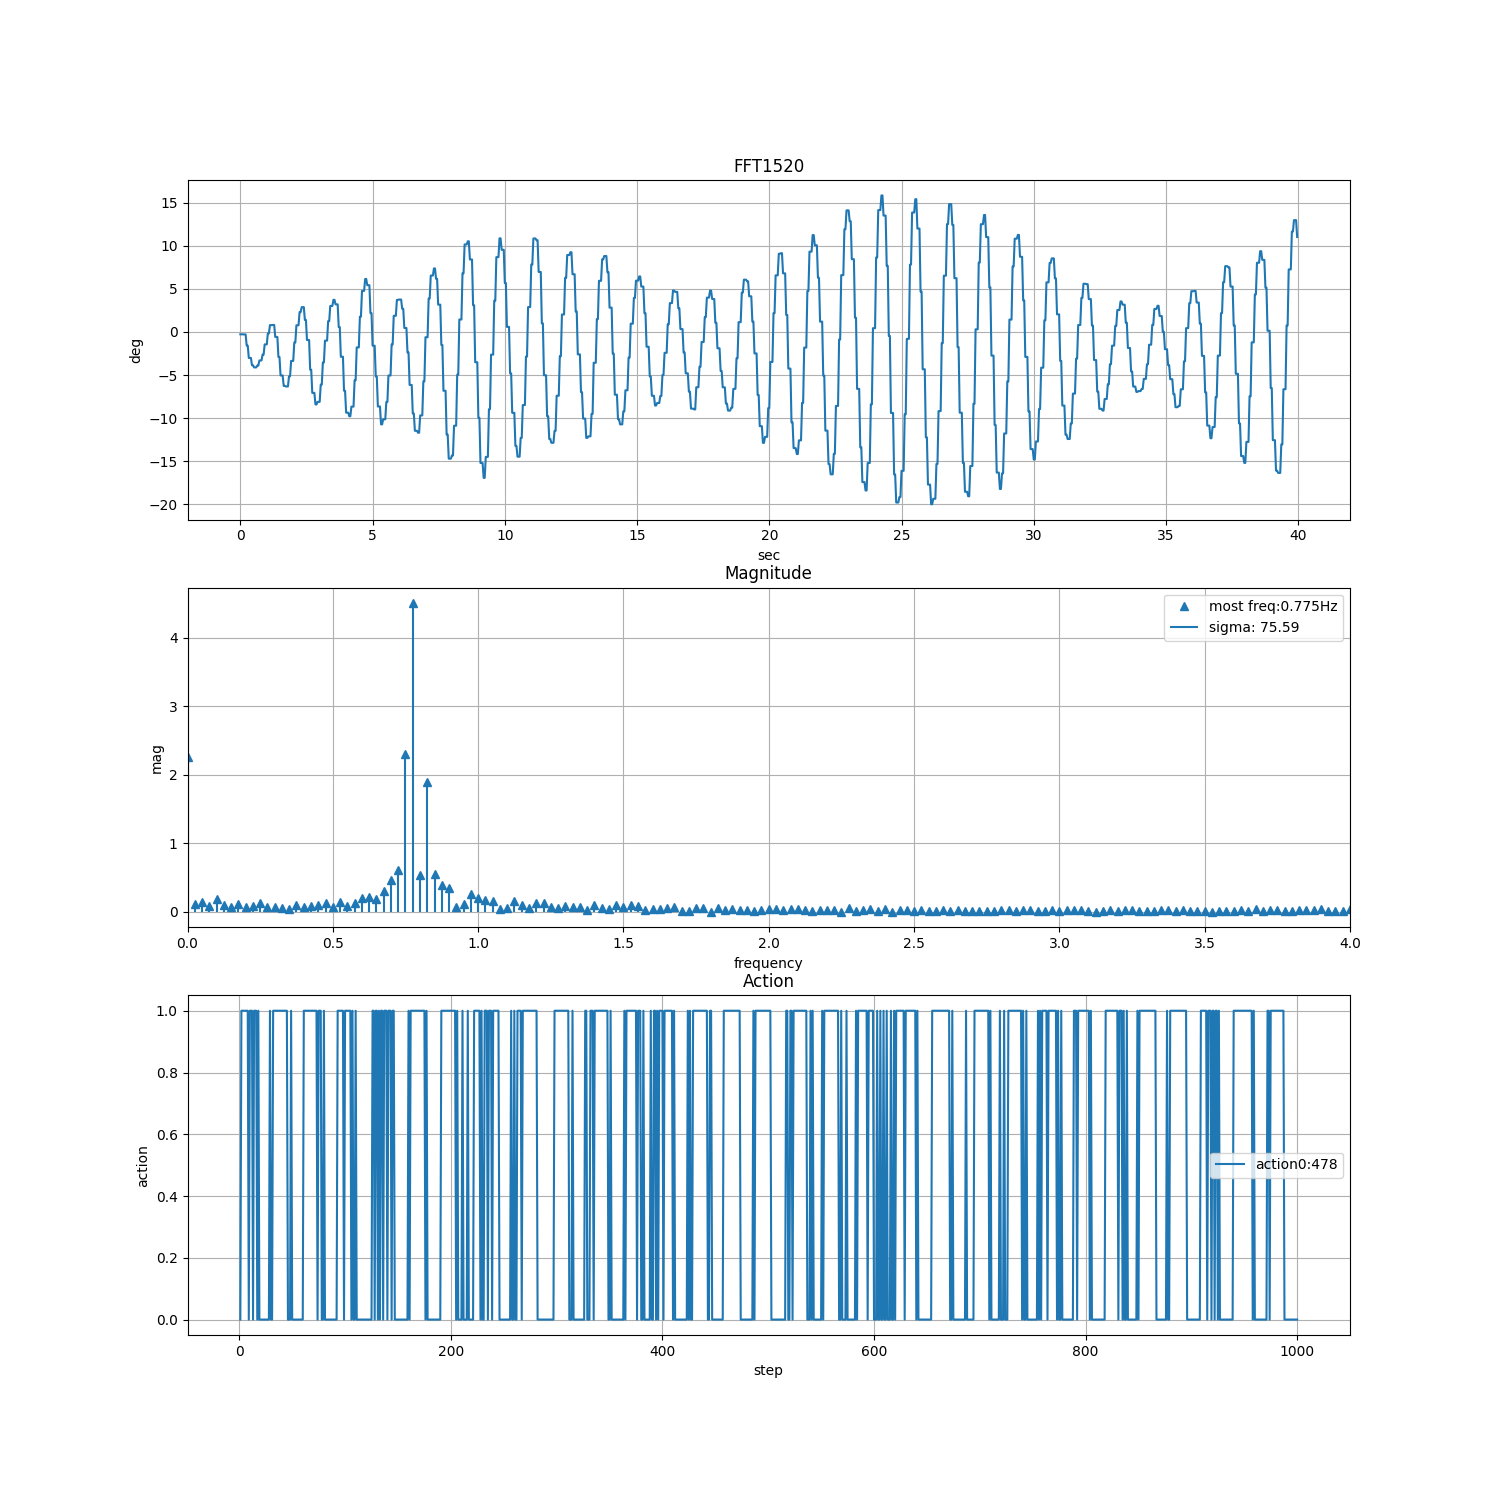 FFT1520
15
10
5
0
−5
−10
−15
−20
deg
0 5 10 15 20 25 30 35 40
sec
Magnitude
most freq:0.775Hz
sigma: 75.59
4
3
2
1
0
mag
0.0 0.5 1.0 1.5 2.0 2.5 3.0 3.5 4.0
frequency
Action
1.0
0.8
0.6
0.4
0.2
0.0
action
action0:478
0 200 400 600 800 1000
step